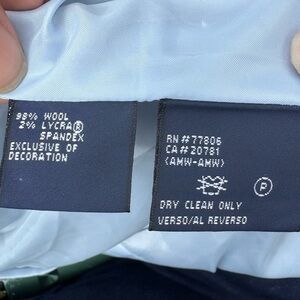 98% WOOL
2% LYCRA®
SPANDEX
EXCLUSIVE OF
DECORATION
RN#77806
CA#20781
(AMW-AMW)
P
DRY CLEAN ONLY
VERSO/AL REVERSO